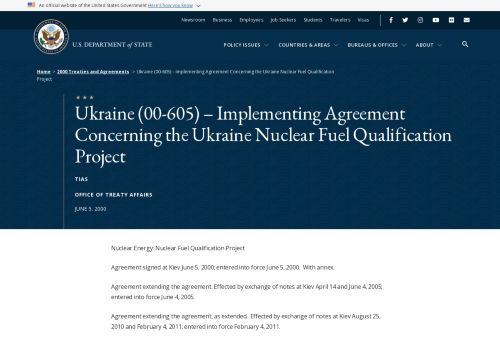 An official website of the United States Government Here's how you know
Newsroom Business Employees Job Seekers Students Travelers Visas
U.S. DEPARTMENT of STATE
POLICY ISSUES COUNTRIES & AREAS BUREAUS & OFFICES ABOUT
Home > 2000 Treaties and Agreements > Ukraine (00-605) – Implementing Agreement Concerning the Ukraine Nuclear Fuel Qualification
Project
Ukraine (00-605) – Implementing Agreement
Concerning the Ukraine Nuclear Fuel Qualification
Project
TIAS
OFFICE OF TREATY AFFAIRS
JUNE 5, 2000
Nuclear Energy: Nuclear Fuel Qualification Project
Agreement signed at Kiev June 5, 2000; entered into force June 5, 2000, With annex.
Agreement extending the agreement. Effected by exchange of notes at Kiev April 14 and June 4, 2005;
entered into force June 4, 2005.
Agreement extending the agreement, as extended. Effected by exchange of notes at Kiev August 25,
2010 and February 4, 2011; entered into force February 4, 2011.